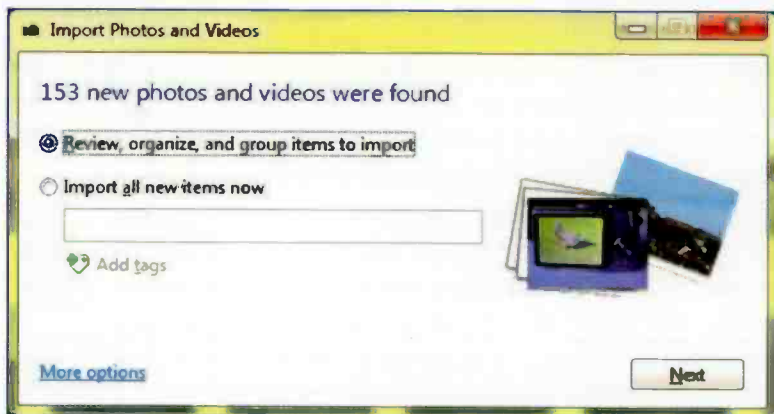 Import Photos and Videos
153 new photos and videos were found
Review, organize, and group items to import
Import all new items now
Add tags
More options
Next